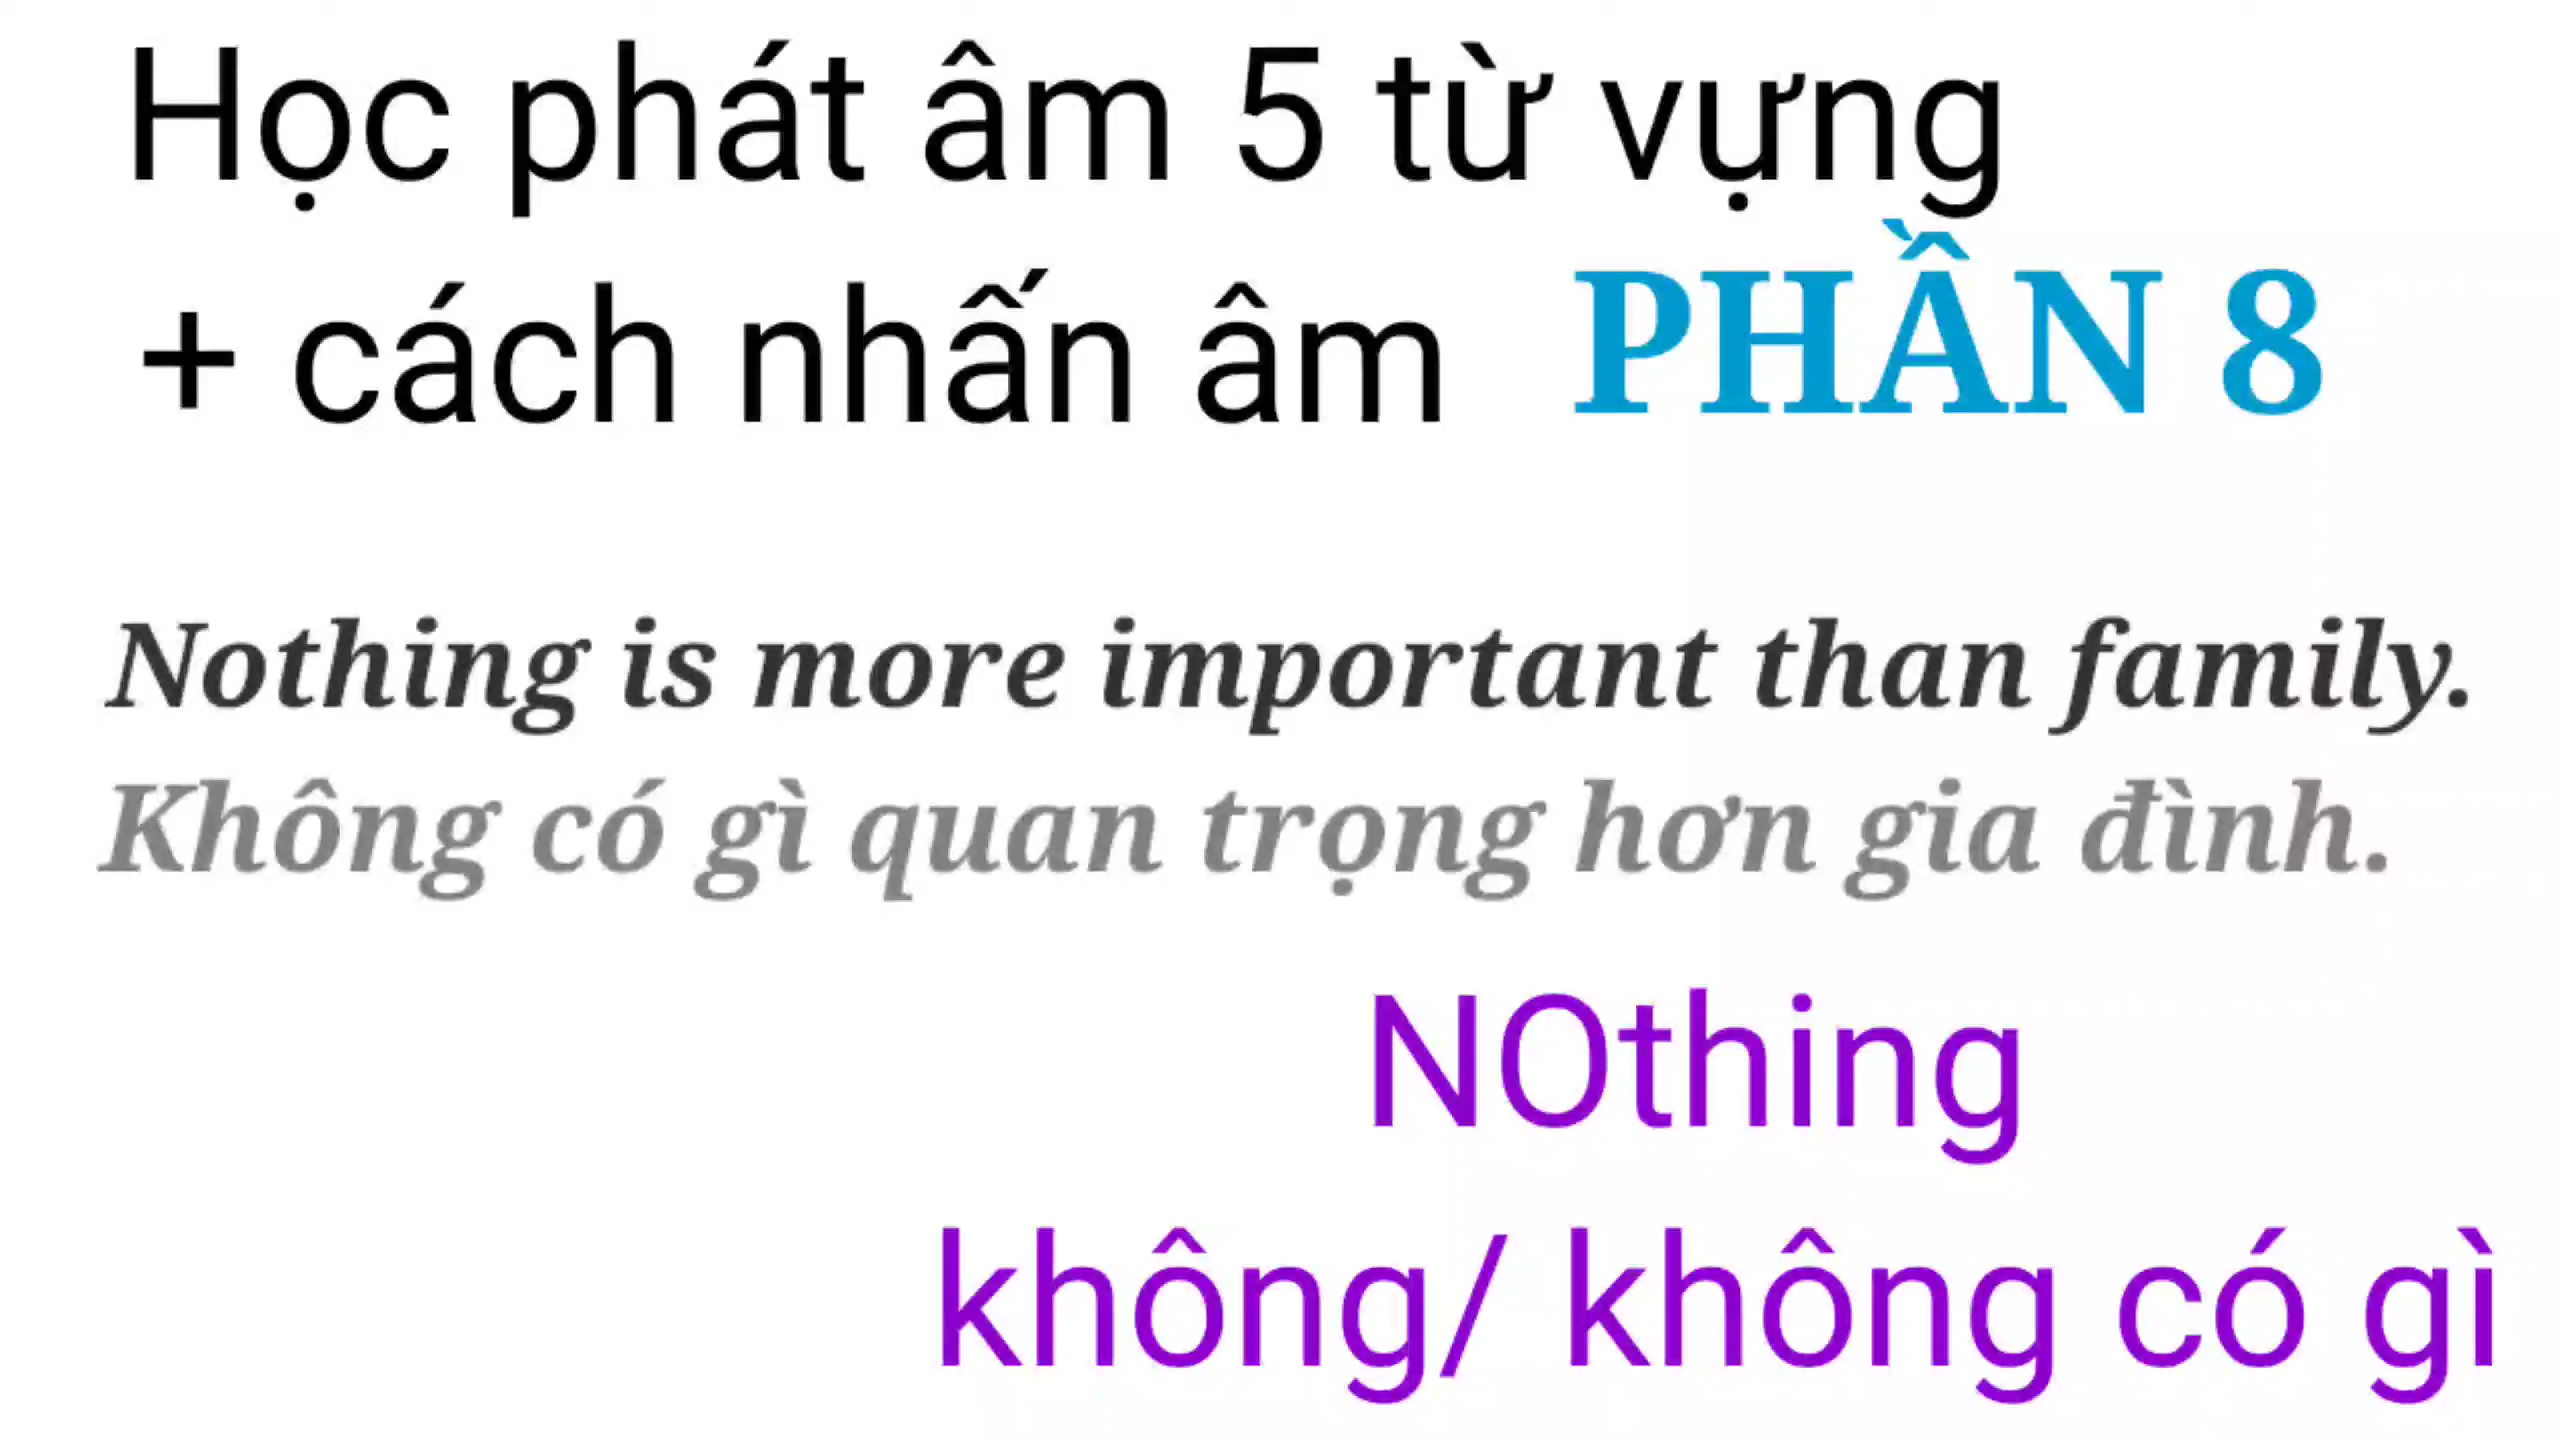 Học phát âm 5 từ vựng
+ cách nhấn âm PHẦN 8
Nothing is more important than family.
Không có gì quan trọng hơn gia đình.
NOthing
không/ không có gì